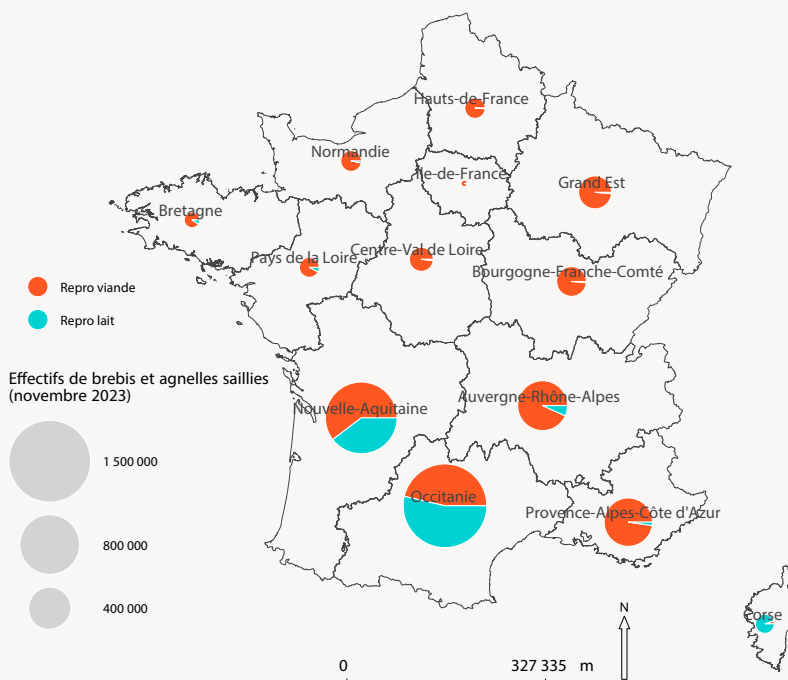 Hauts-de-France
Normandie
Ile-de-France
Grand Est
Bretagne
Pays de la Loire
Centre-Val de Loire
Bourgogne-Franche-Comté
Repro viande
Repro lait
Effectifs de brebis et agnelles saillies
(novembre 2023)
1 500 000
800 000
400 000
Nouvelle-Aquitaine
Auvergne-Rhône-Alpes
Occitanie
Provence-Alpes-Côte d'Azur
Corse
N
0
327 335 m